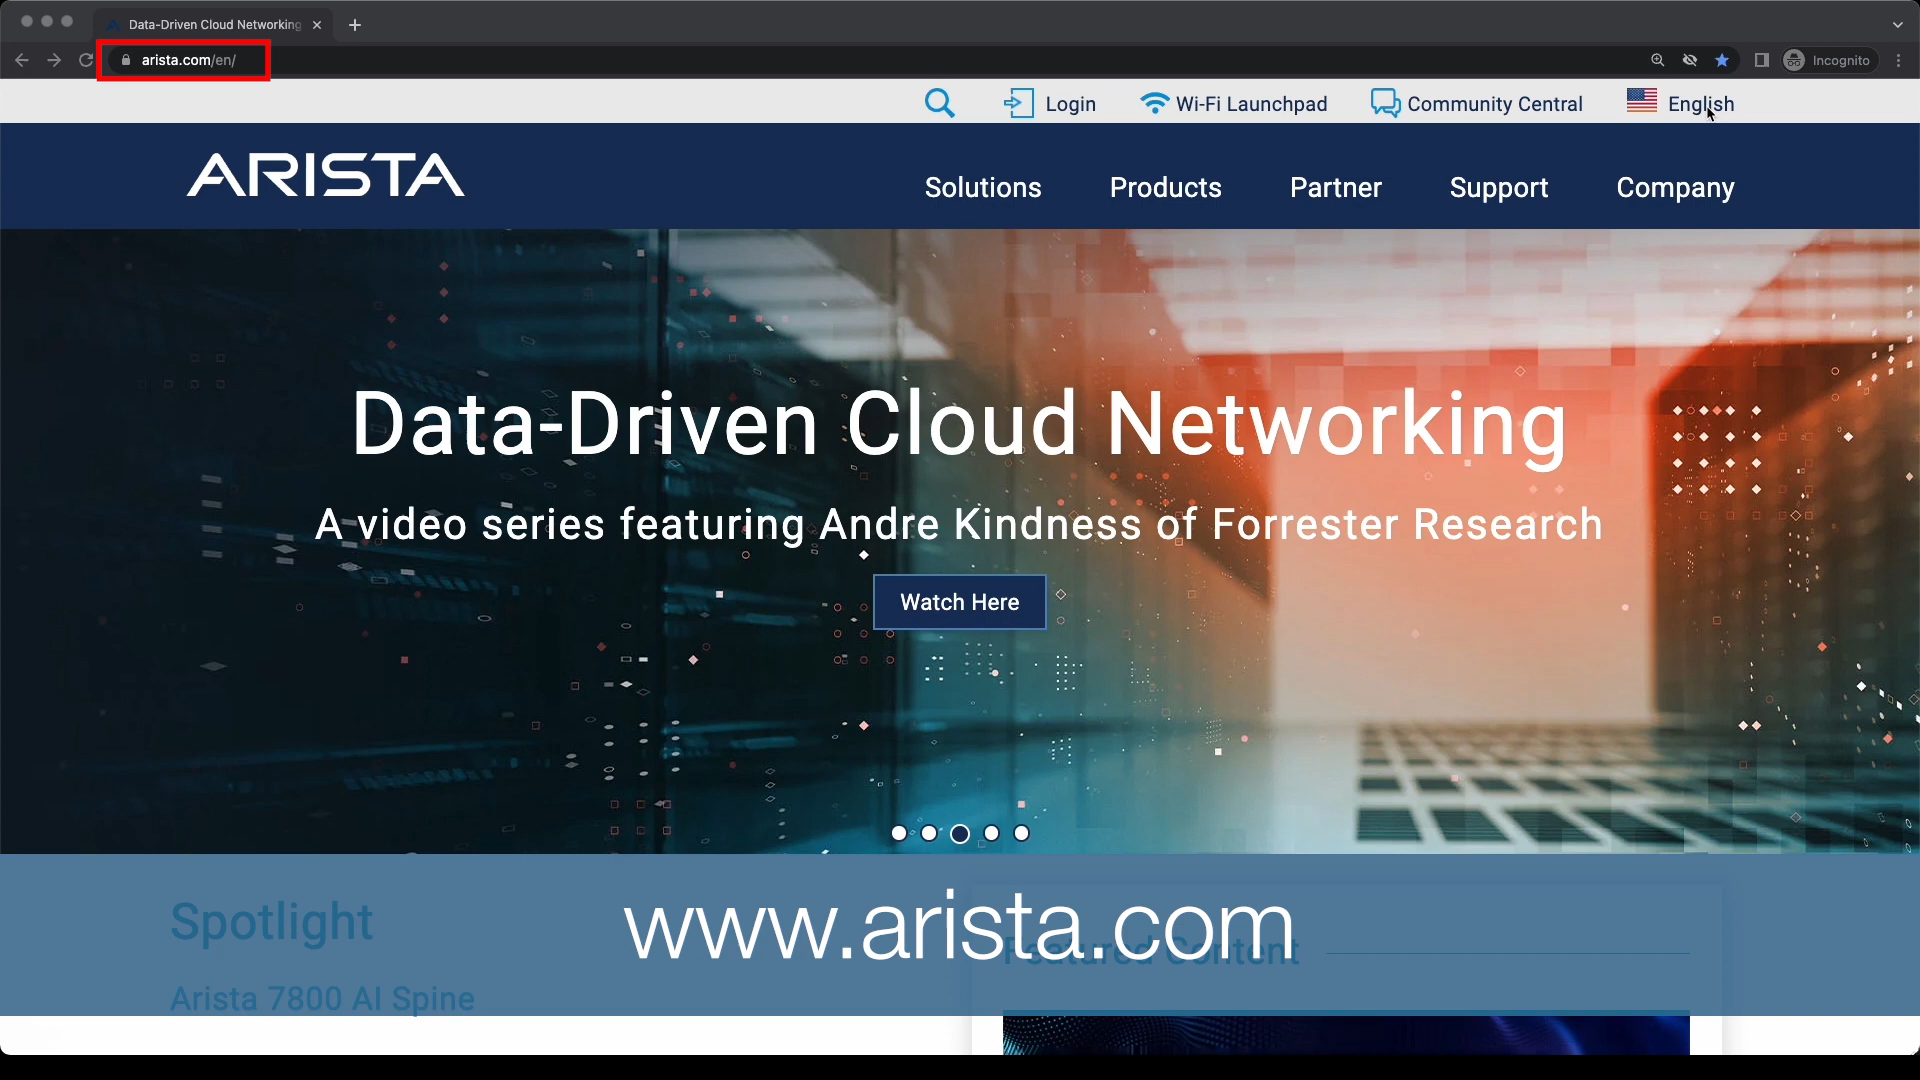 Data-Driven Cloud Networking
arista.com/en/
Incognito
Login
Wi-Fi Launchpad
Community Central
English
ARISTA
Solutions
Products
Partner
Support
Company
Data-Driven Cloud Networking
A video series featuring Andre Kindness of Forrester Research
Watch Here
www.arista.com
Spotlight
Featured Content
Arista 7800 AI Spine